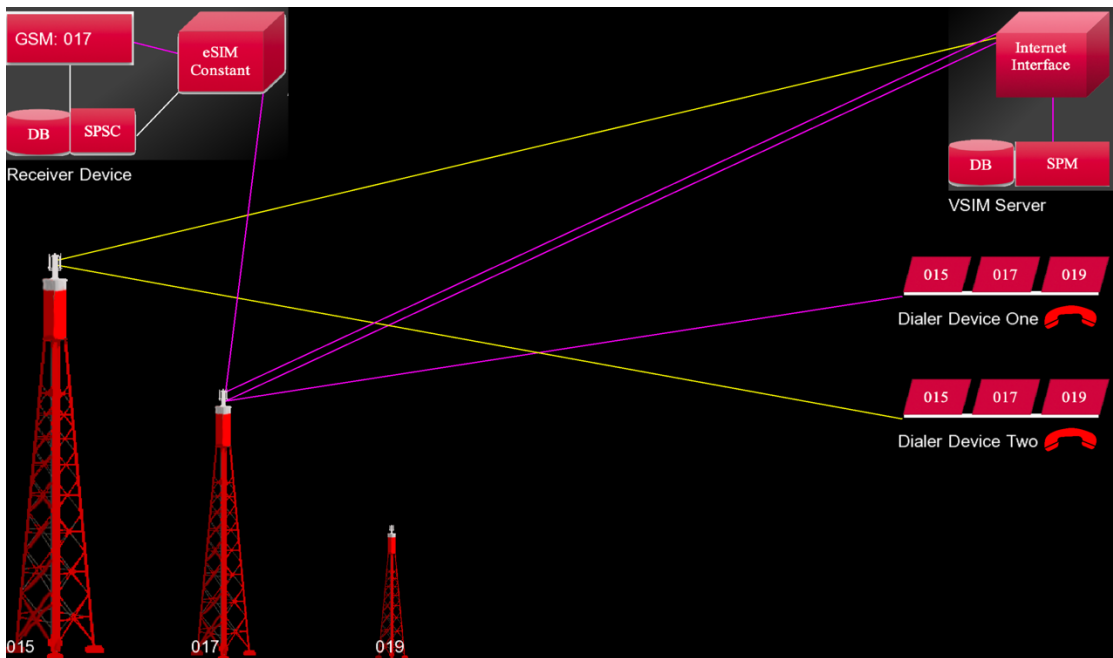 GSM: 017
eSIM
Constant
DB
SPSC
Receiver Device
Internet
Interface
DB
SPM
VSIM Server
015 017 019
Dialer Device One
015 017 019
Dialer Device Two
015
017
019